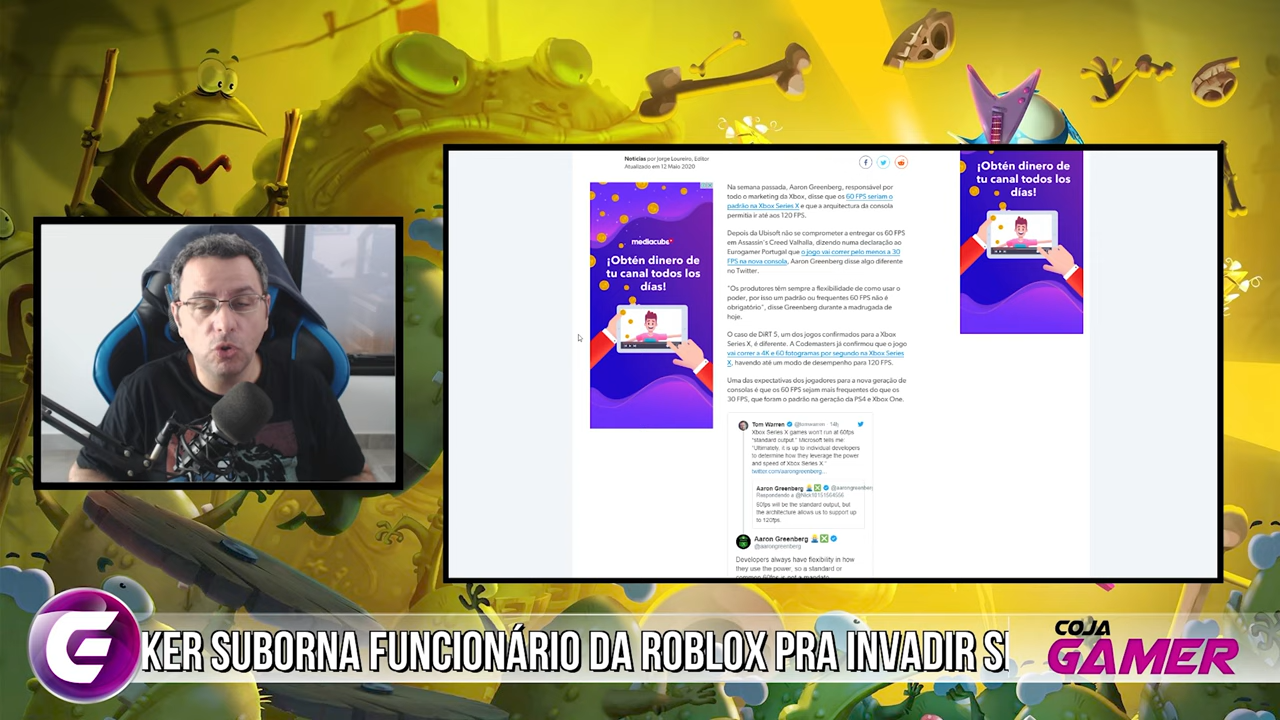 Notícias por Jorge Loureiro, Editor
Atualizado em 12 Maio 2020
mediacube
¡Obtén dinero de
tu canal todos los
días!
Na semana passada, Aaron Greenberg, responsável por
todo o marketing da Xbox, disse que os 60 FPS seriam o
padrão na Xbox Series X e que a arquitetura da consola
permitia ir até aos 120 FPS.
Depois da Ubisoft não se comprometer a entregar os 60 FPS
em Assassin's Creed Valhalla, dizendo numa declaração ao
Eurogamer Portugal que o jogo vai correr pelo menos a 30
FPS na nova consola, Aaron Greenberg disse algo diferente
no Twitter.
"Os produtores têm sempre a flexibilidade de como usar o
poder, por isso um padrão ou frequentes 60 FPS não é
obrigatório", disse Greenberg durante a madrugada de
hoje.
O caso de DiRT 5, um dos jogos confirmados para a Xbox
Series X, é diferente. A Codemasters já confirmou que o jogo
vai correr a 4K e 60 fotogramas por segundo na Xbox Series
X, havendo até um modo de desempenho para 120 FPS.
Uma das expectativas dos jogadores para a nova geração de
consolas é que os 60 FPS sejam mais frequentes do que os
30 FPS, que foram o padrão na geração da PS4 e Xbox One.
Tom Warren @tomwarren · 14h
Xbox Series X games won't run at 60fps
"standard output." Microsoft tells me:
"Ultimately, it is up to individual developers
to determine how they leverage the power
and speed of Xbox Series X."
twitter.com/aarongreenberg...
Aaron Greenberg @aarongreenberg
Respondendo a
60fps will be the standard output, but
the architecture allows us to support up
to 120fps.
Aaron Greenberg
@aarongreenberg
Developers always have flexibility in how
they use the power, so a standard or
common 60fps is not a mandate.
¡Obtén dinero de
tu canal todos los
días!
KER SUBORNA FUNCIONÁRIO DA ROBLOX PRA INVADIR SI
COJA
GAMER